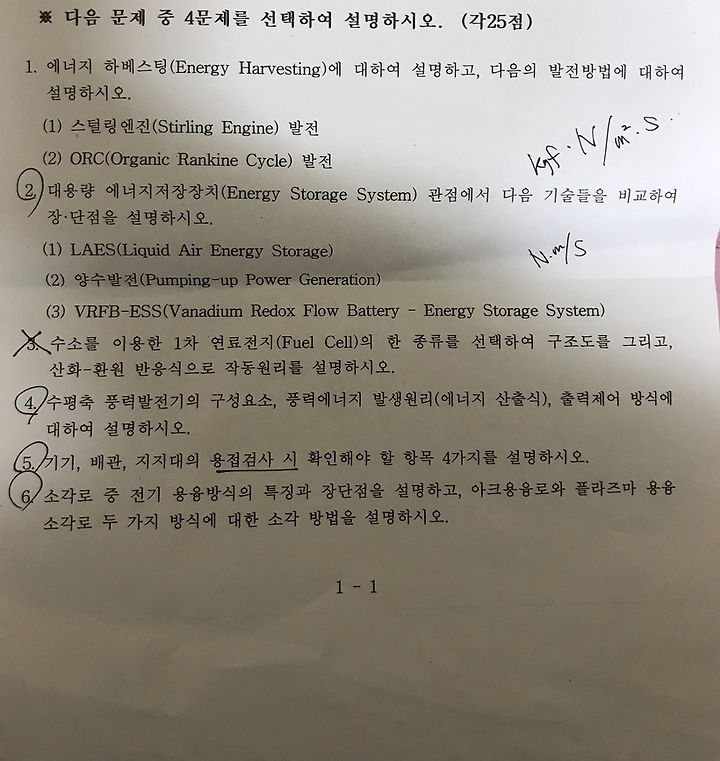 ※ 다음 문제 중 4문제를 선택하여 설명하시오. (각25점)
1. 에너지 하베스팅(Energy Harvesting)에 대하여 설명하고, 다음의 발전방법에 대하여
설명하시오.
(1) 스털링엔진(Stirling Engine) 발전
(2) ORC(Organic Rankine Cycle) 발전
kgf · N/m² · S
2. 대용량 에너지저장장치(Energy Storage System) 관점에서 다음 기술들을 비교하여
장·단점을 설명하시오.
(1) LAES(Liquid Air Energy Storage)
N·m/S
(2) 양수발전(Pumping-up Power Generation)
(3) VRFB-ESS(Vanadium Redox Flow Battery - Energy Storage System)
3. 수소를 이용한 1차 연료전지(Fuel Cell)의 한 종류를 선택하여 구조도를 그리고,
산화-환원 반응식으로 작동원리를 설명하시오.
4. 수평축 풍력발전기의 구성요소, 풍력에너지 발생원리(에너지 산출식), 출력제어 방식에
대하여 설명하시오.
5. 기기, 배관, 지지대의 용접검사 시 확인해야 할 항목 4가지를 설명하시오.
6. 소각로 중 전기 용융방식의 특징과 장단점을 설명하고, 아크용융로와 플라즈마 용융
소각로 두 가지 방식에 대한 소각 방법을 설명하시오.
1 - 1